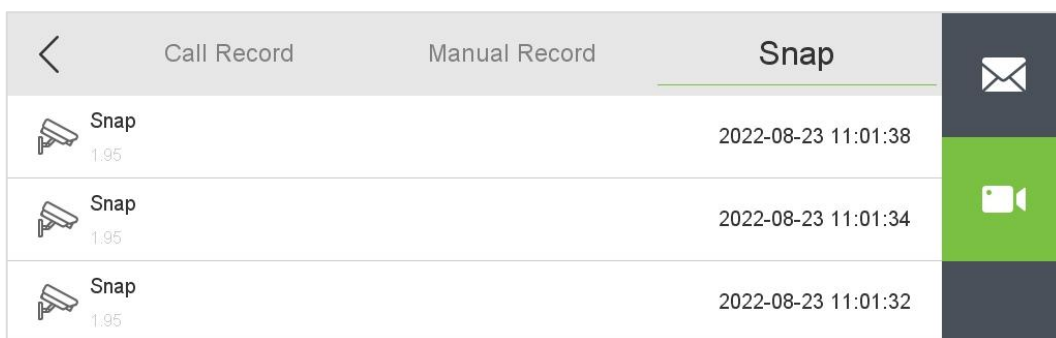 Call Record Manual Record Snap
Snap 2022-08-23 11:01:38
1.95
Snap 2022-08-23 11:01:34
1.95
Snap 2022-08-23 11:01:32
1.95